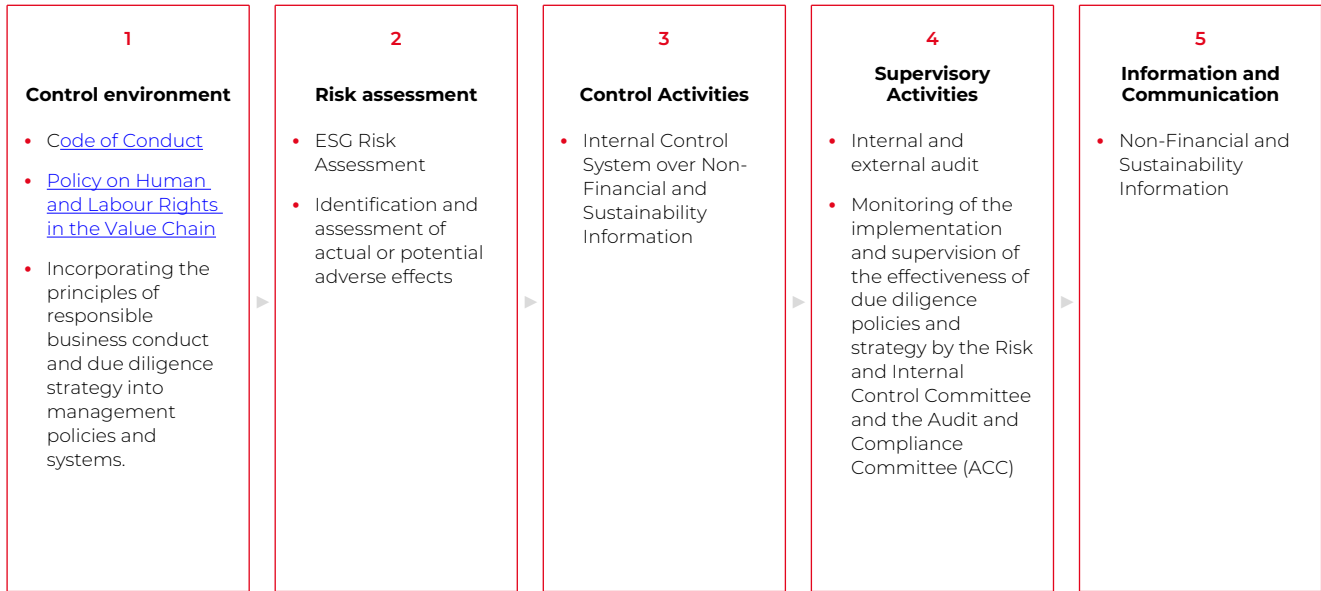 1
Control environment
• Code of Conduct
• Policy on Human
and Labour Rights
in the Value Chain
• Incorporating the
principles of
responsible
business conduct
and due diligence
strategy into
management
policies and
systems.
2
Risk assessment
• ESG Risk
Assessment
• Identification and
assessment of
actual or potential
adverse effects
3
Control Activities
• Internal Control
System over Non-
Financial and
Sustainability
Information
4
Supervisory
Activities
• Internal and
external audit
• Monitoring of the
implementation
and supervision of
the effectiveness of
due diligence
policies and
strategy by the Risk
and Internal
Control Committee
and the Audit and
Compliance
Committee (ACC)
5
Information and
Communication
• Non-Financial and
Sustainability
Information